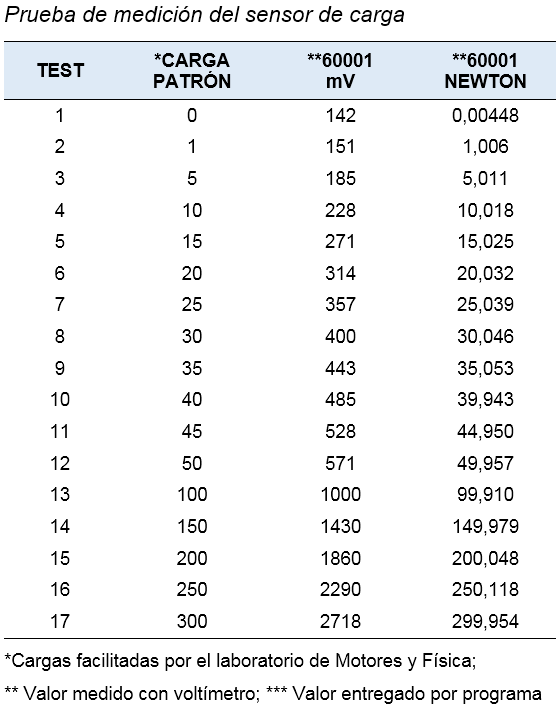 Prueba de medición del sensor de carga
TEST *CARGA PATRÓN **60001 mV **60001 NEWTON
1 0 142 0,00448
2 1 151 1,006
3 5 185 5,011
4 10 228 10,018
5 15 271 15,025
6 20 314 20,032
7 25 357 25,039
8 30 400 30,046
9 35 443 35,053
10 40 485 39,943
11 45 528 44,950
12 50 571 49,957
13 100 1000 99,910
14 150 1430 149,979
15 200 1860 200,048
16 250 2290 250,118
17 300 2718 299,954
*Cargas facilitadas por el laboratorio de Motores y Física;
** Valor medido con voltímetro; *** Valor entregado por programa